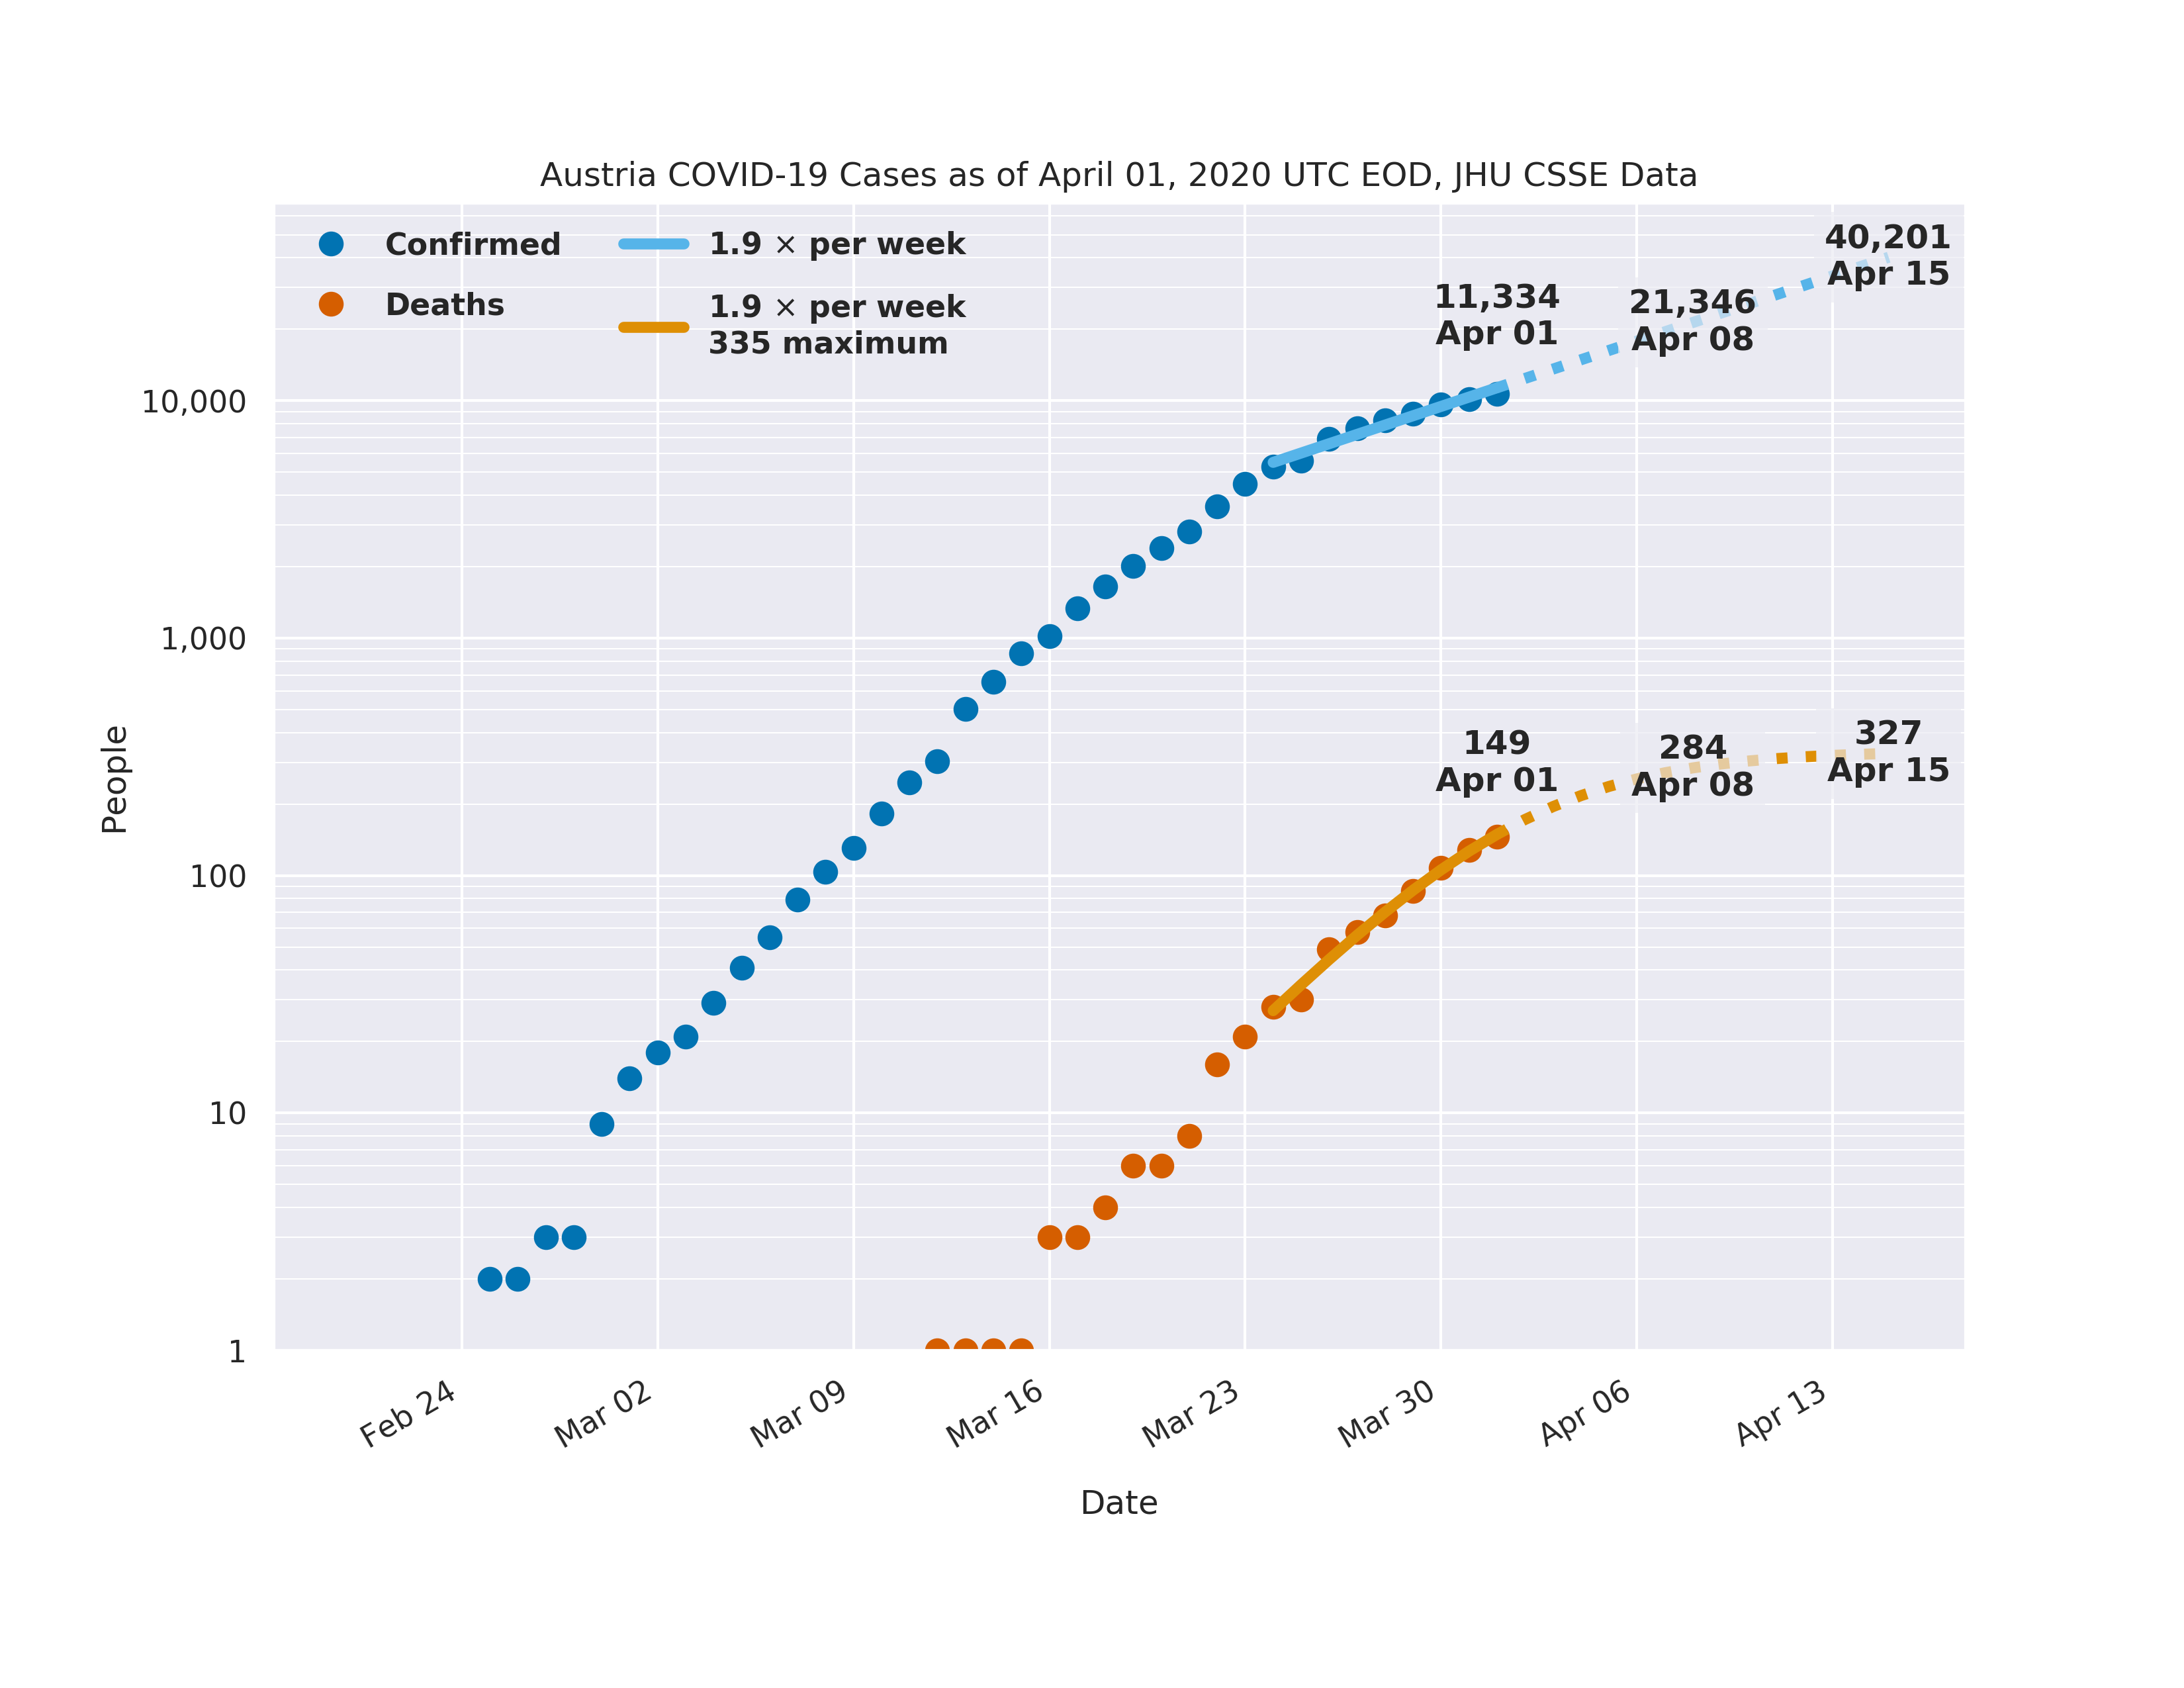 Austria COVID-19 Cases as of April 01, 2020 UTC EOD, JHU CSSE Data
Confirmed
Deaths
1.9 × per week
1.9 × per week
335 maximum
11,334
Apr 01
21,346
Apr 08
40,201
Apr 15
149
Apr 01
284
Apr 08
327
Apr 15
People
10,000
1,000
100
10
1
Feb 24
Mar 02
Mar 09
Mar 16
Mar 23
Mar 30
Apr 06
Apr 13
Date